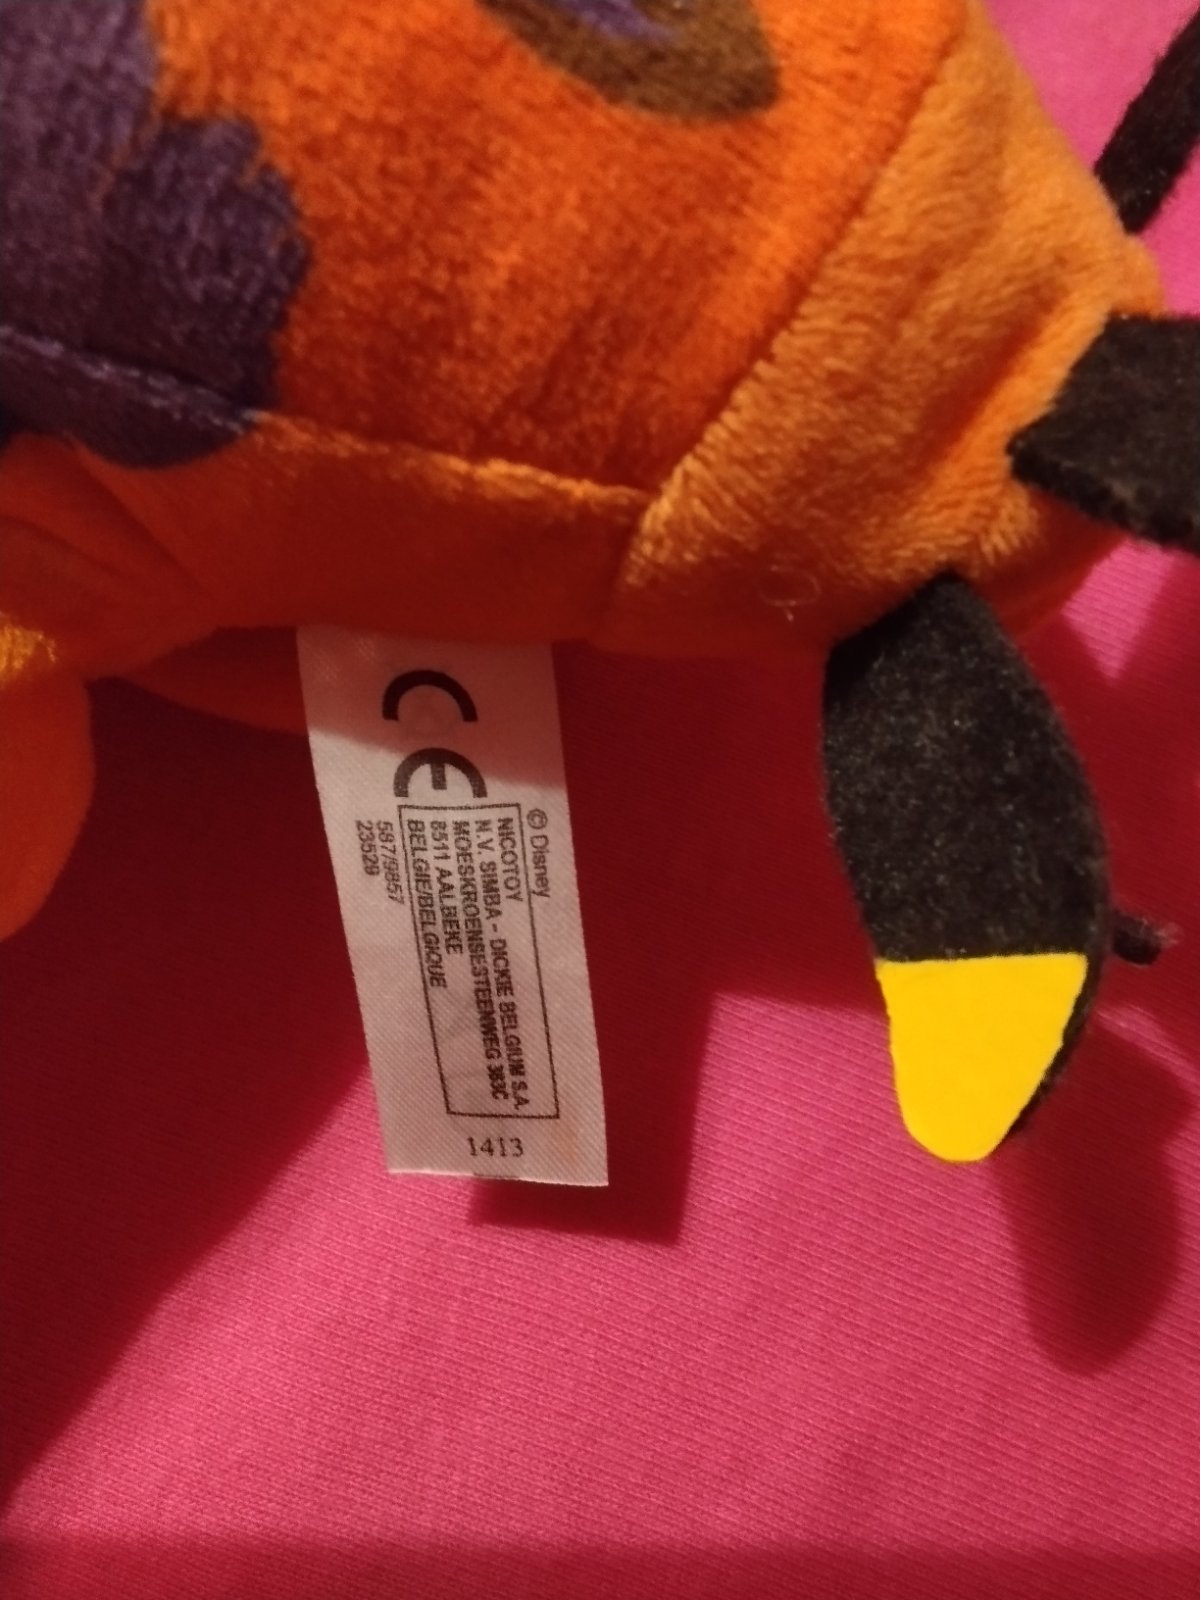 CE
© Disney
NICOTOY
N.V. SIMBA - DICKIE BELGIUM S.A.
MOESKROENSESTEENWEG 383C
8511 AALBEKE
BELGIE/BELGIQUE
587/9857
23529
1413